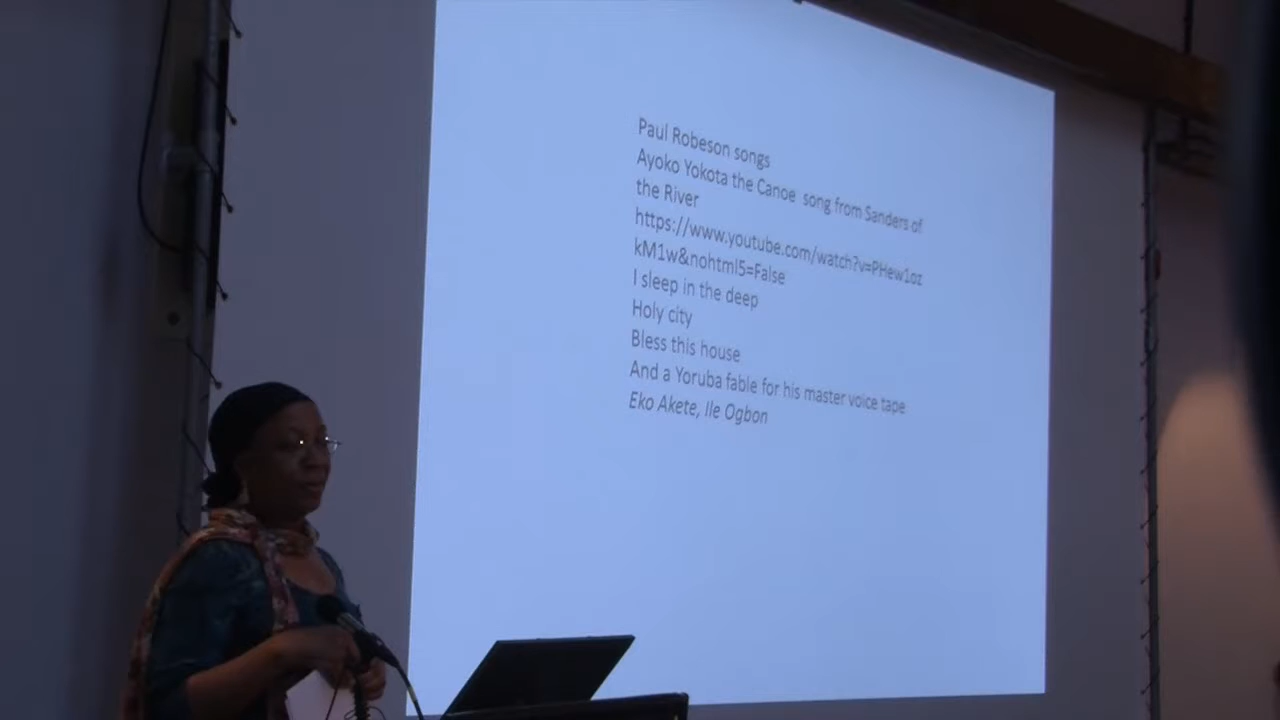 Paul Robeson songs
Ayoko Yokota the Canoe song from Sanders of
the River
https://www.youtube.com/watch?v=PHew1oz
kM1w&nohtml5=False
I sleep in the deep
Holy city
Bless this house
And a Yoruba fable for his master voice tape
Eko Akete, Ile Ogbon